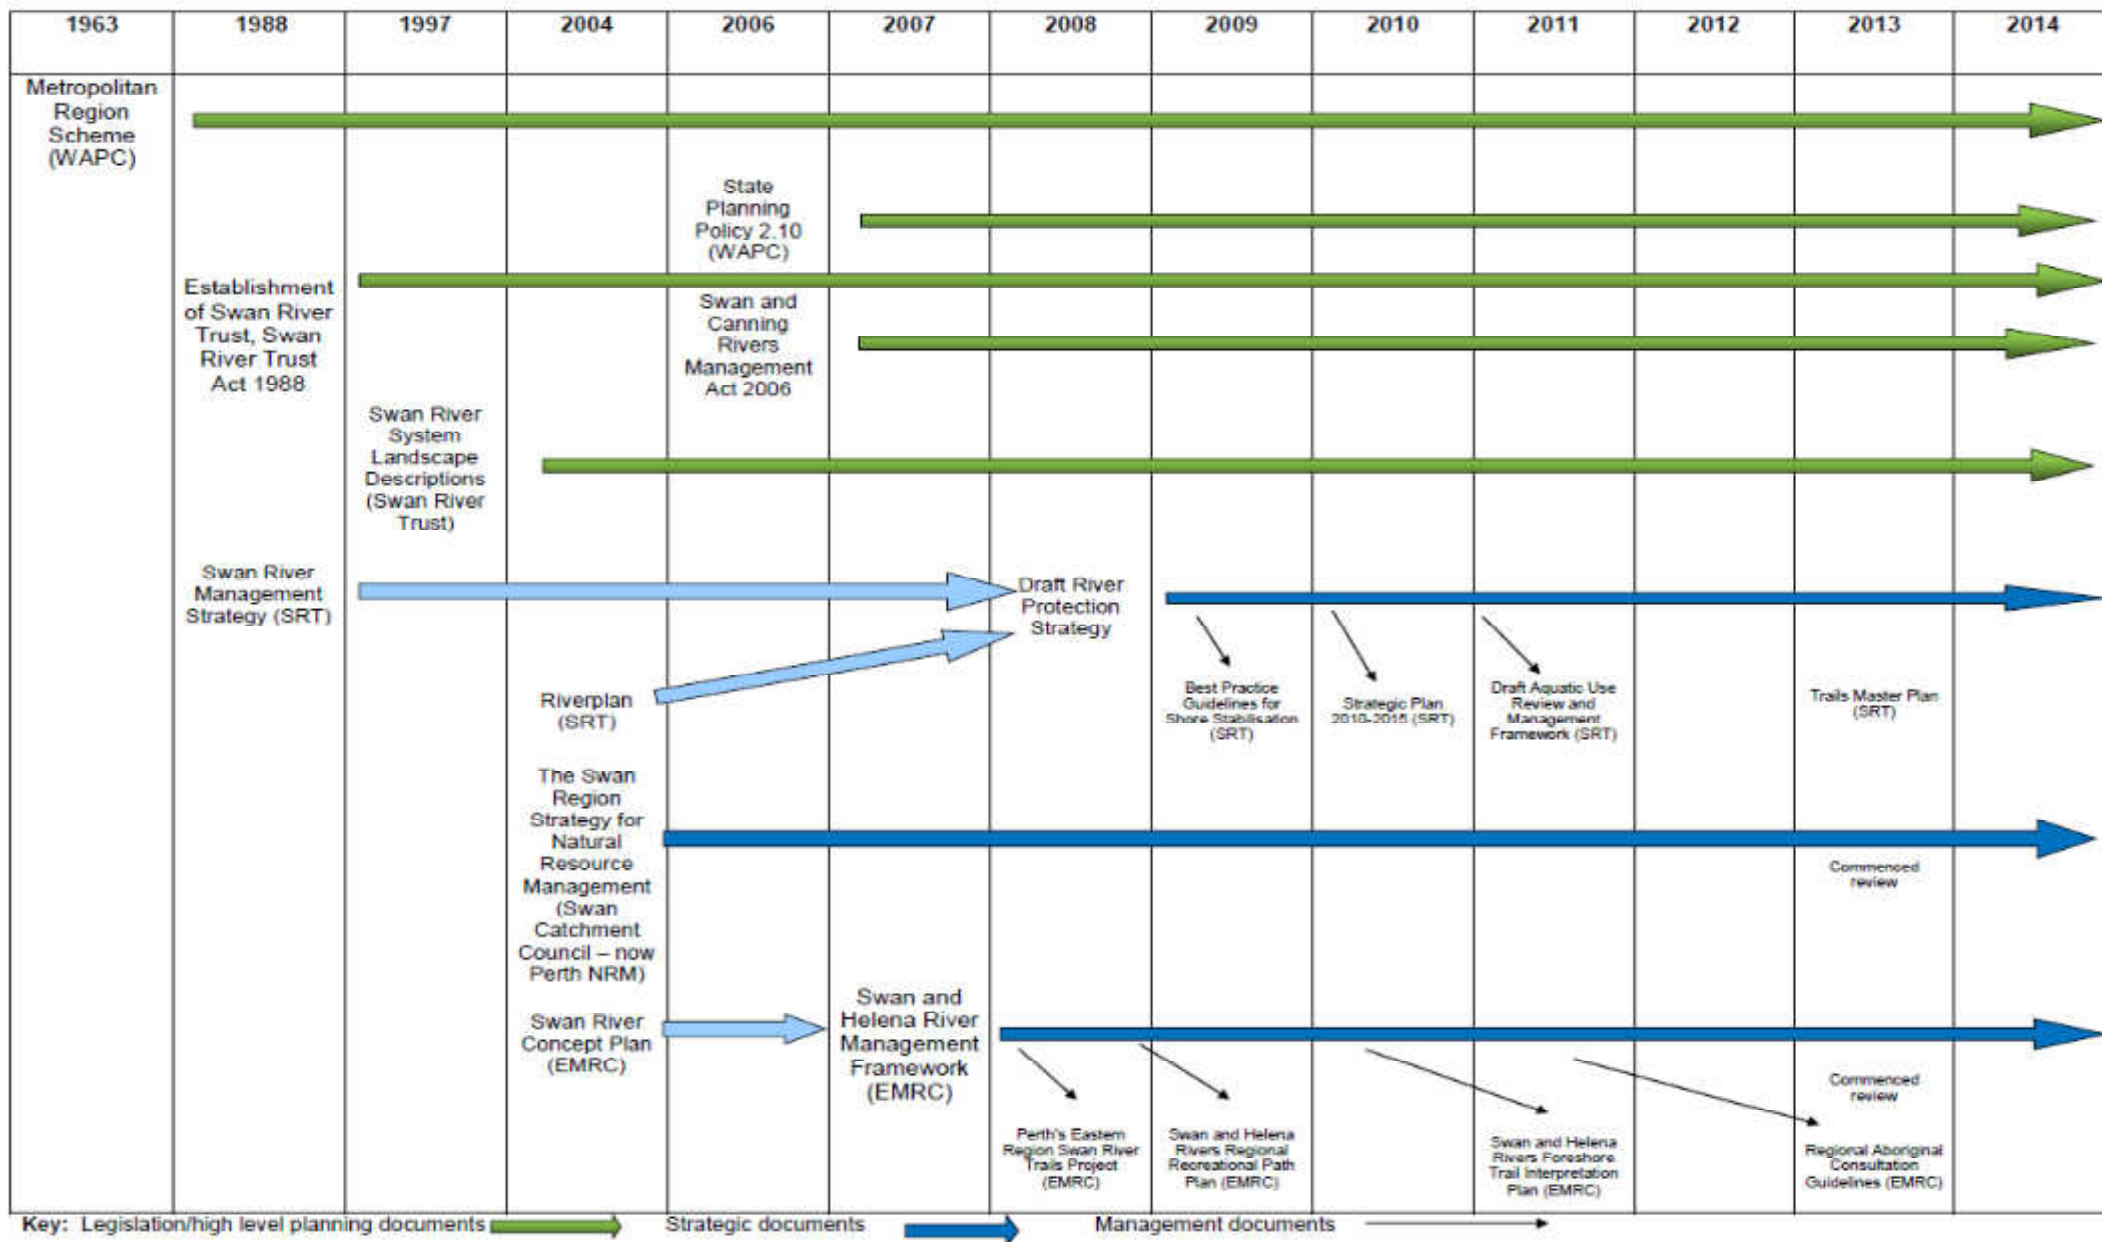 1963 1988 1997 2004 2006 2007 2008 2009 2010 2011 2012 2013 2014
Metropolitan
Region
Scheme
(WAPC)
State
Planning
Policy 2.10
(WAPC)
Establishment
of Swan River
Trust, Swan
River Trust
Act 1988
Swan and
Canning
Rivers
Management
Act 2006
Swan River
System
Landscape
Descriptions
(Swan River
Trust)
Swan River
Management
Strategy (SRT)
Draft River
Protection
Strategy
Riverplan
(SRT)
Best Practice
Guidelines for
Shore Stabilisation
(SRT)
Strategic Plan
2010-2015 (SRT)
Draft Aquatic Use
Review and
Management
Framework (SRT)
Trails Master Plan
(SRT)
The Swan
Region
Strategy for
Natural
Resource
Management
(Swan
Catchment
Council – now
Perth NRM)
Commenced
review
Swan River
Concept Plan
(EMRC)
Swan and
Helena River
Management
Framework
(EMRC)
Commenced
review
Perth's Eastern
Region Swan River
Trails Project
(EMRC)
Swan and Helena
Rivers Regional
Recreational Path
Plan (EMRC)
Swan and Helena
Rivers Foreshore
Trail Interpretation
Plan (EMRC)
Regional Aboriginal
Consultation
Guidelines (EMRC)
Key: Legislation/high level planning documents Strategic documents Management documents